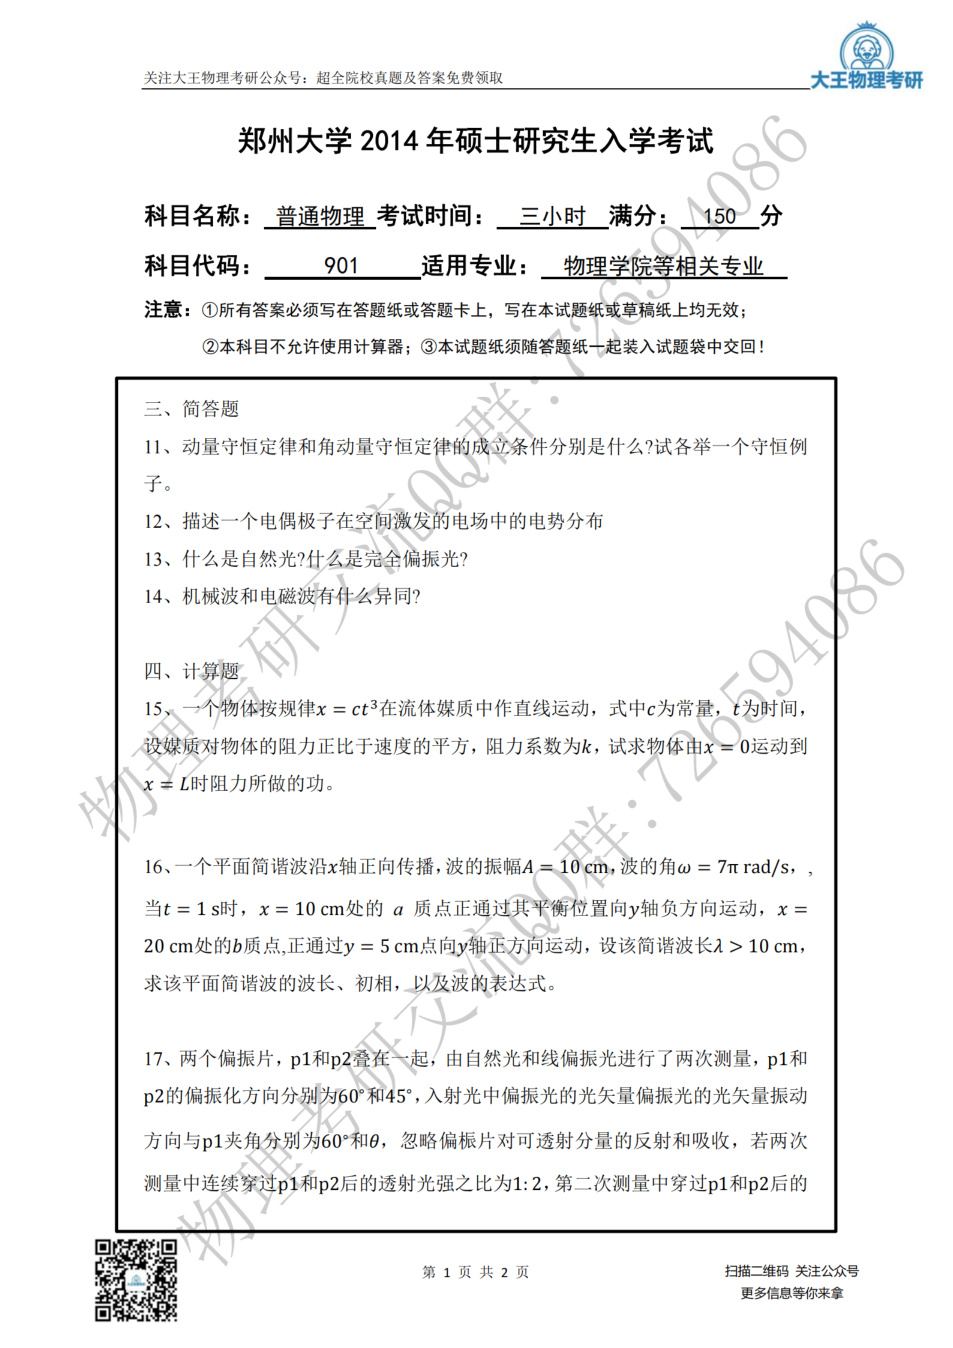 关注大王物理考研公众号：超全院校真题及答案免费领取
大王物理考研
郑州大学 2014 年硕士研究生入学考试
科目名称： 普通物理 考试时间： 三小时 满分： 150 分
科目代码： 901 适用专业： 物理学院等相关专业
注意：①所有答案必须写在答题纸或答题卡上，写在本试题纸或草稿纸上均无效；
②本科目不允许使用计算器；③本试题纸须随答题纸一起装入试题袋中交回！
三、简答题
11、动量守恒定律和角动量守恒定律的成立条件分别是什么?试各举一个守恒例
子。
12、描述一个电偶极子在空间激发的电场中的电势分布
13、什么是自然光?什么是完全偏振光?
14、机械波和电磁波有什么异同?
四、计算题
15、一个物体按规律x = ct³在流体媒质中作直线运动，式中c为常量，t为时间，
设媒质对物体的阻力正比于速度的平方，阻力系数为k，试求物体由x = 0运动到
x = L时阻力所做的功。
16、一个平面简谐波沿x轴正向传播，波的振幅A = 10 cm，波的角ω = 7π rad/s，,
当t = 1 s时，x = 10 cm处的 a 质点正通过其平衡位置向y轴负方向运动，x =
20 cm处的b质点,正通过y = 5 cm点向y轴正方向运动，设该简谐波长λ > 10 cm，
求该平面简谐波的波长、初相，以及波的表达式。
17、两个偏振片，p1和p2叠在一起，由自然光和线偏振光进行了两次测量，p1和
p2的偏振化方向分别为60°和45°，入射光中偏振光的光矢量偏振光的光矢量振动
方向与p1夹角分别为60°和θ，忽略偏桭片对可透射分量的反射和吸收，若两次
测量中连续穿过p1和p2后的透射光强之比为1: 2，第二次测量中穿过p1和p2后的
物理考研交流QQ群：726594086
物理考研交流QQ群：726594086
大王物理
第 1 页 共 2 页
扫描二维码 关注公众号
更多信息等你来拿